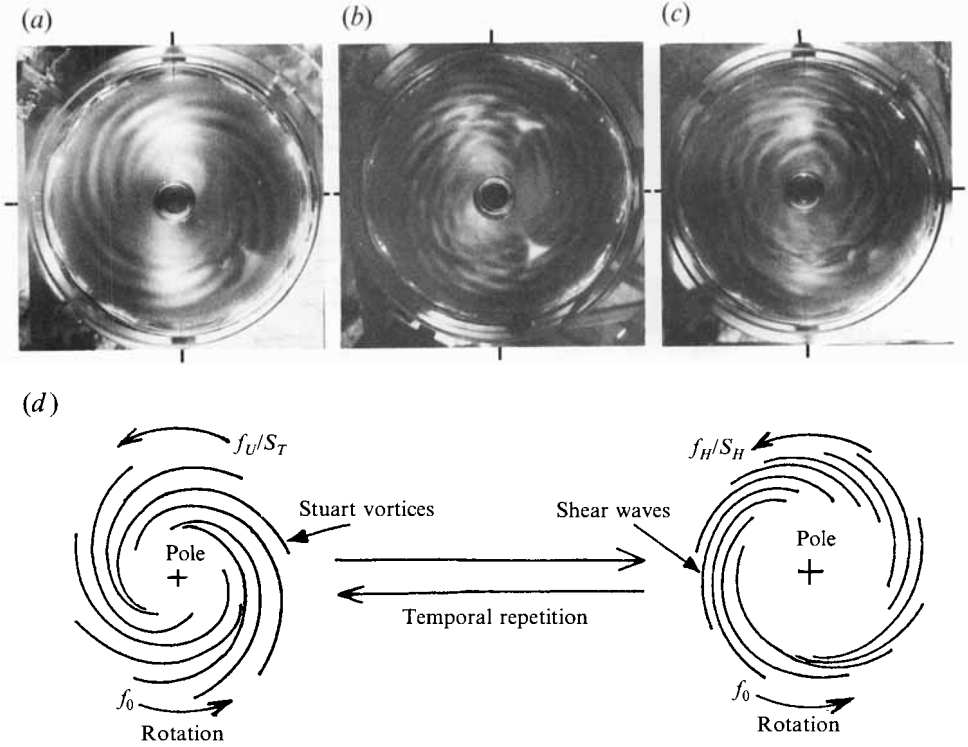 (a)
(b)
(c)
(d)
f_U/S_T
f_H/S_H
Stuart vortices
Shear waves
Pole
Pole
Temporal repetition
f_0
f_0
Rotation
Rotation